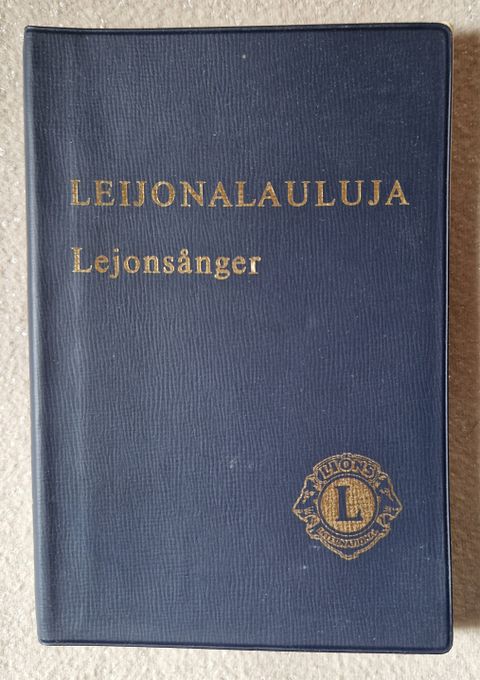 LEIJONALAULUJA
Lejonsånger
LIONS
L
INTERNATIONAL